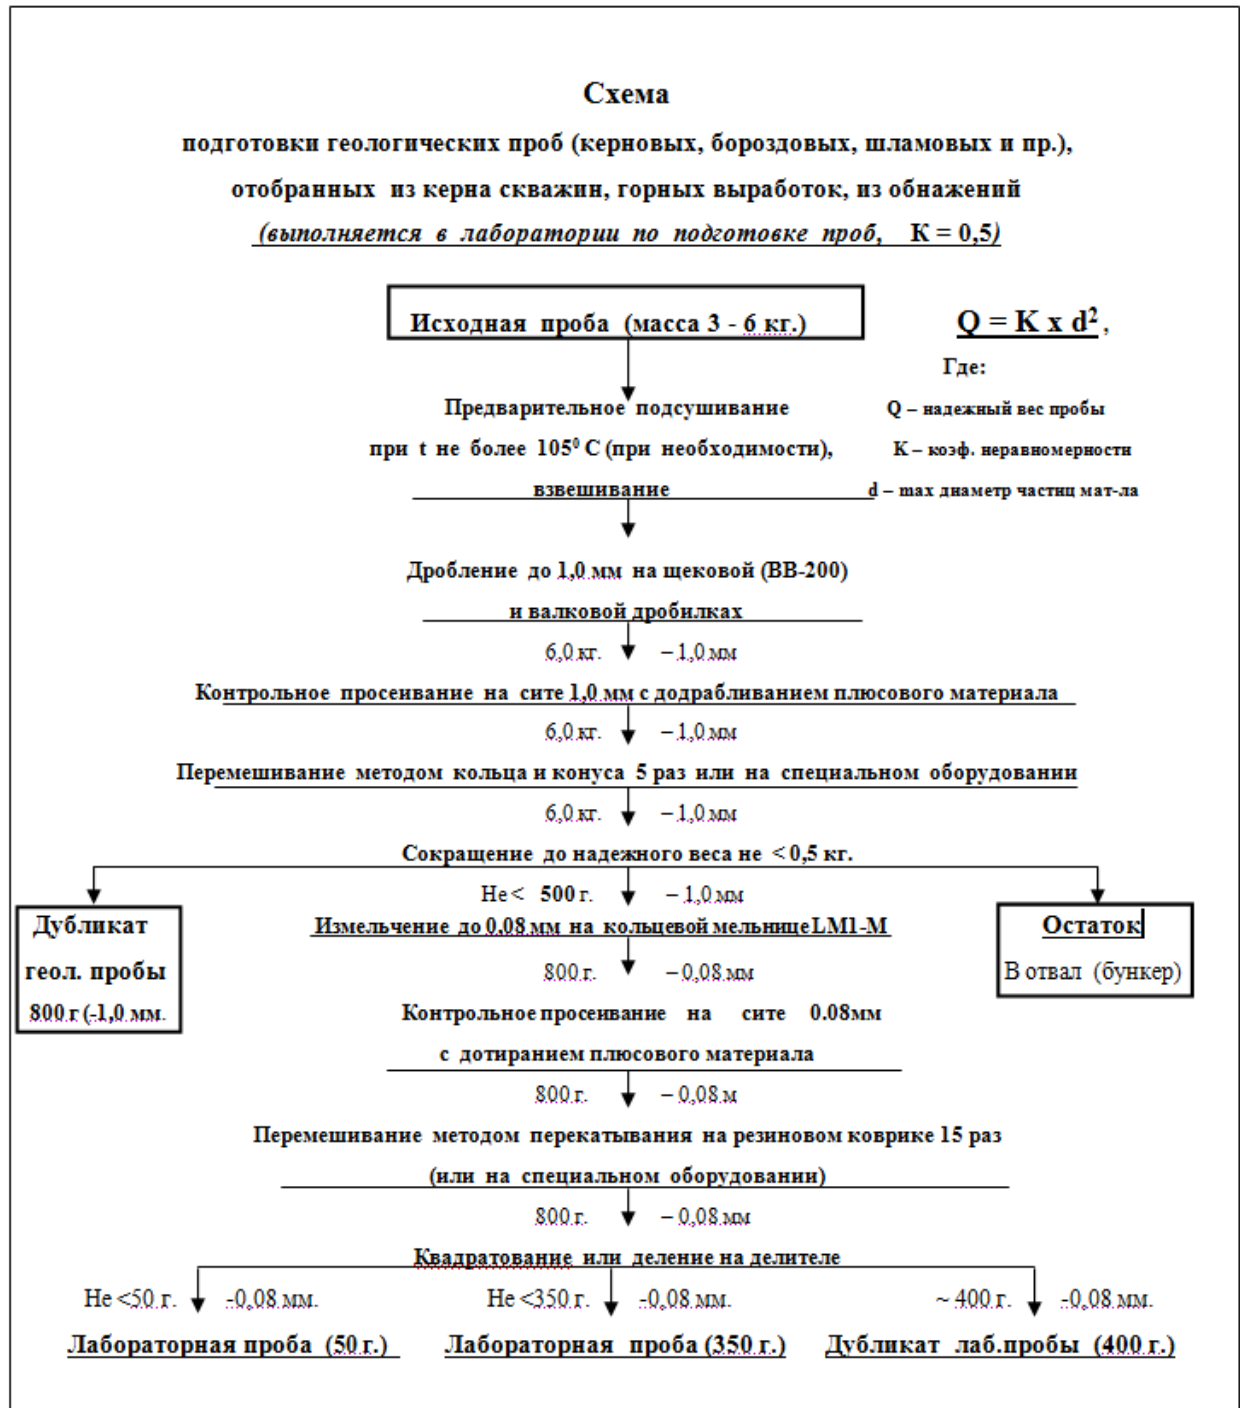 Схема
подготовки геологических проб (керновых, бороздовых, шламовых и пр.),
отобранных из керна скважин, горных выработок, из обнажений
(выполняется в лаборатории по подготовке проб, К = 0,5)
Исходная проба (масса 3 - 6 кг.)
Q = K x d²,
Где:
Предварительное подсушивание
Q – надежный вес пробы
при t не более 105⁰ С (при необходимости),
К – коэф. неравномерности
взвешивание
d – max диаметр частиц мат-ла
Дробление до 1,0 мм на щековой (ВВ-200)
и валковой дробилках
6,0 кг. – 1,0 мм
Контрольное просеивание на сите 1,0 мм с додрабливанием плюсового материала
6,0 кг. – 1,0 мм
Перемешивание методом кольца и конуса 5 раз или на специальном оборудовании
6,0 кг. – 1,0 мм
Сокращение до надежного веса не < 0,5 кг.
Не < 500 г. – 1,0 мм
Дубликат
геол. пробы
800 г (-1,0 мм.
Измельчение до 0,08 мм на кольцевой мельнице LM1-M
Остаток
В отвал (бункер)
800 г. – 0,08 мм
Контрольное просеивание на сите 0.08мм
с дотиранием плюсового материала
800 г. – 0,08 м
Перемешивание методом перекатывания на резиновом коврике 15 раз
(или на специальном оборудовании)
800 г. – 0,08 мм
Квадратование или деление на делителе
Не <50 г. -0,08 мм.
Не <350 г. -0,08 мм.
~ 400 г. -0,08 мм.
Лабораторная проба (50 г.)
Лабораторная проба (350 г.)
Дубликат лаб.пробы (400 г.)